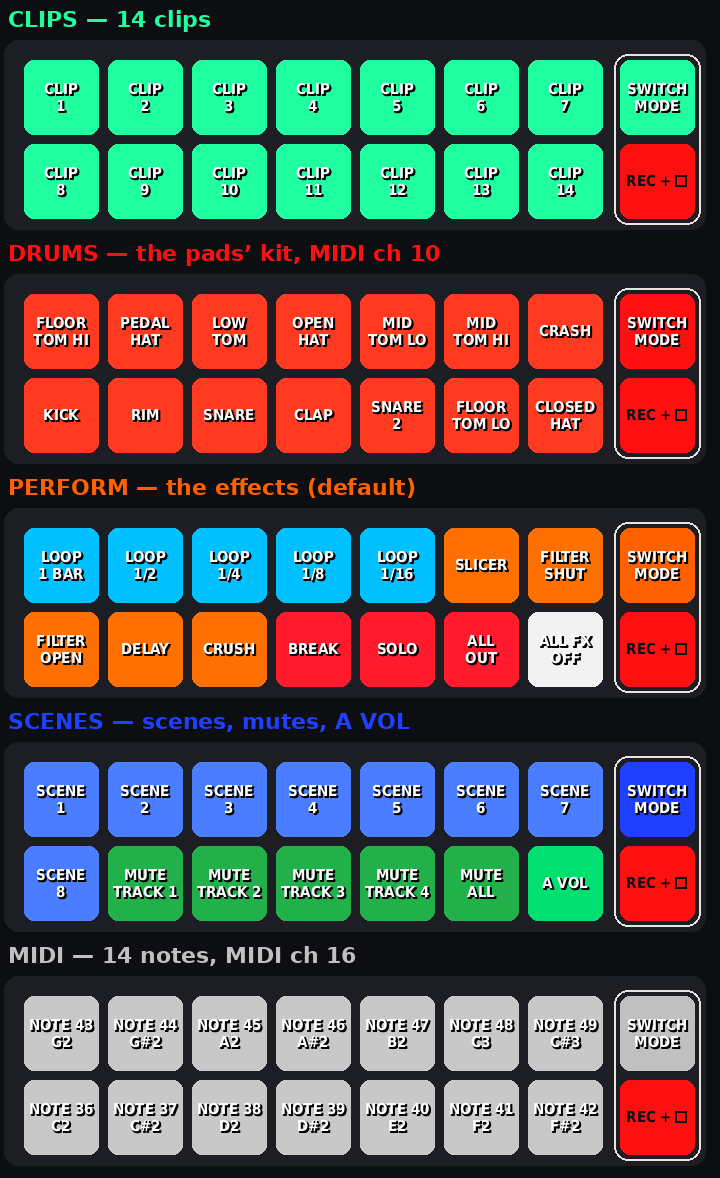 CLIPS — 14 clips
CLIP 1 CLIP 2 CLIP 3 CLIP 4 CLIP 5 CLIP 6 CLIP 7 SWITCH MODE
CLIP 8 CLIP 9 CLIP 10 CLIP 11 CLIP 12 CLIP 13 CLIP 14 REC + □
DRUMS — the pads’ kit, MIDI ch 10
FLOOR TOM HI PEDAL HAT LOW TOM OPEN HAT MID TOM LO MID TOM HI CRASH SWITCH MODE
KICK RIM SNARE CLAP SNARE 2 FLOOR TOM LO CLOSED HAT REC + □
PERFORM — the effects (default)
LOOP 1 BAR LOOP 1/2 LOOP 1/4 LOOP 1/8 LOOP 1/16 SLICER FILTER SHUT SWITCH MODE
FILTER OPEN DELAY CRUSH BREAK SOLO ALL OUT ALL FX OFF REC + □
SCENES — scenes, mutes, A VOL
SCENE 1 SCENE 2 SCENE 3 SCENE 4 SCENE 5 SCENE 6 SCENE 7 SWITCH MODE
SCENE 8 MUTE TRACK 1 MUTE TRACK 2 MUTE TRACK 3 MUTE TRACK 4 MUTE ALL A VOL REC + □
MIDI — 14 notes, MIDI ch 16
NOTE 43 G2 NOTE 44 G#2 NOTE 45 A2 NOTE 46 A#2 NOTE 47 B2 NOTE 48 C3 NOTE 49 C#3 SWITCH MODE
NOTE 36 C2 NOTE 37 C#2 NOTE 38 D2 NOTE 39 D#2 NOTE 40 E2 NOTE 41 F2 NOTE 42 F#2 REC + □